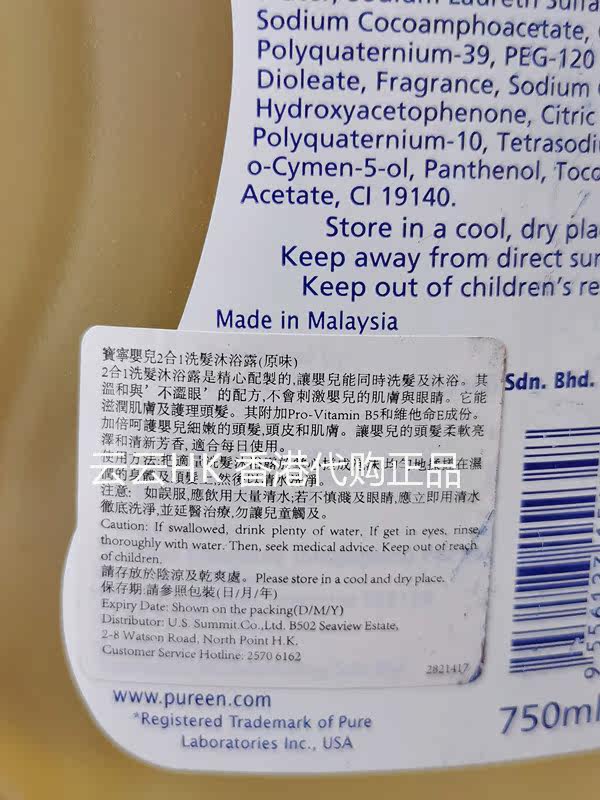 Sodium Cocoamphoacetate,
Polyquaternium-39, PEG-120
Dioleate, Fragrance, Sodium
Hydroxyacetophenone, Citric
Polyquaternium-10,
o-Cymen-5-ol, Panthenol,
Acetate, CI 19140.
Store in a cool, dry
Keep away from direct
Keep out of children's
Made in Malaysia
Sdn. Bhd.
寶寧嬰兒2合1洗髮沐浴露(原味)
2合1洗髮沐浴露是精心配製的,讓嬰兒能同時洗髮及沐浴。其
溫和與'不澀眼'的配方,不會刺激嬰兒的肌膚與眼睛。它能
滋潤肌膚及護理頭髮。其附加Pro-Vitamin B5和維他命E成份。
加倍呵護嬰兒細嫩的頭髮,頭皮和肌膚。讓嬰兒的頭髮柔軟亮
澤和清新芳香,適合每日使用。
使用方法:把適
云云HK 香港代购正品
注意: 如誤服,應飲用大量清水;若不慎濺及眼睛,應立即用清水
徹底洗淨,並延醫治療,勿讓兒童觸及。
Caution: If swallowed, drink plenty of water, If get in eyes, rinse
thoroughly with water. Then, seek medical advice. Keep out of reach
of children.
請存放於陰涼及乾爽處。Please store in a cool and dry place.
保存期:請參照包裝(日/月/年)
Expiry Date: Shown on the packing(D/M/Y)
Distributor: U.S. Summit.Co.,Ltd. B502 Seaview Estate,
2-8 Watson Road, North Point H.K.
Customer Service Hotline: 2570 6162
2821417
www.pureen.com
*Registered Trademark of Pure
Laboratories Inc., USA
750ml